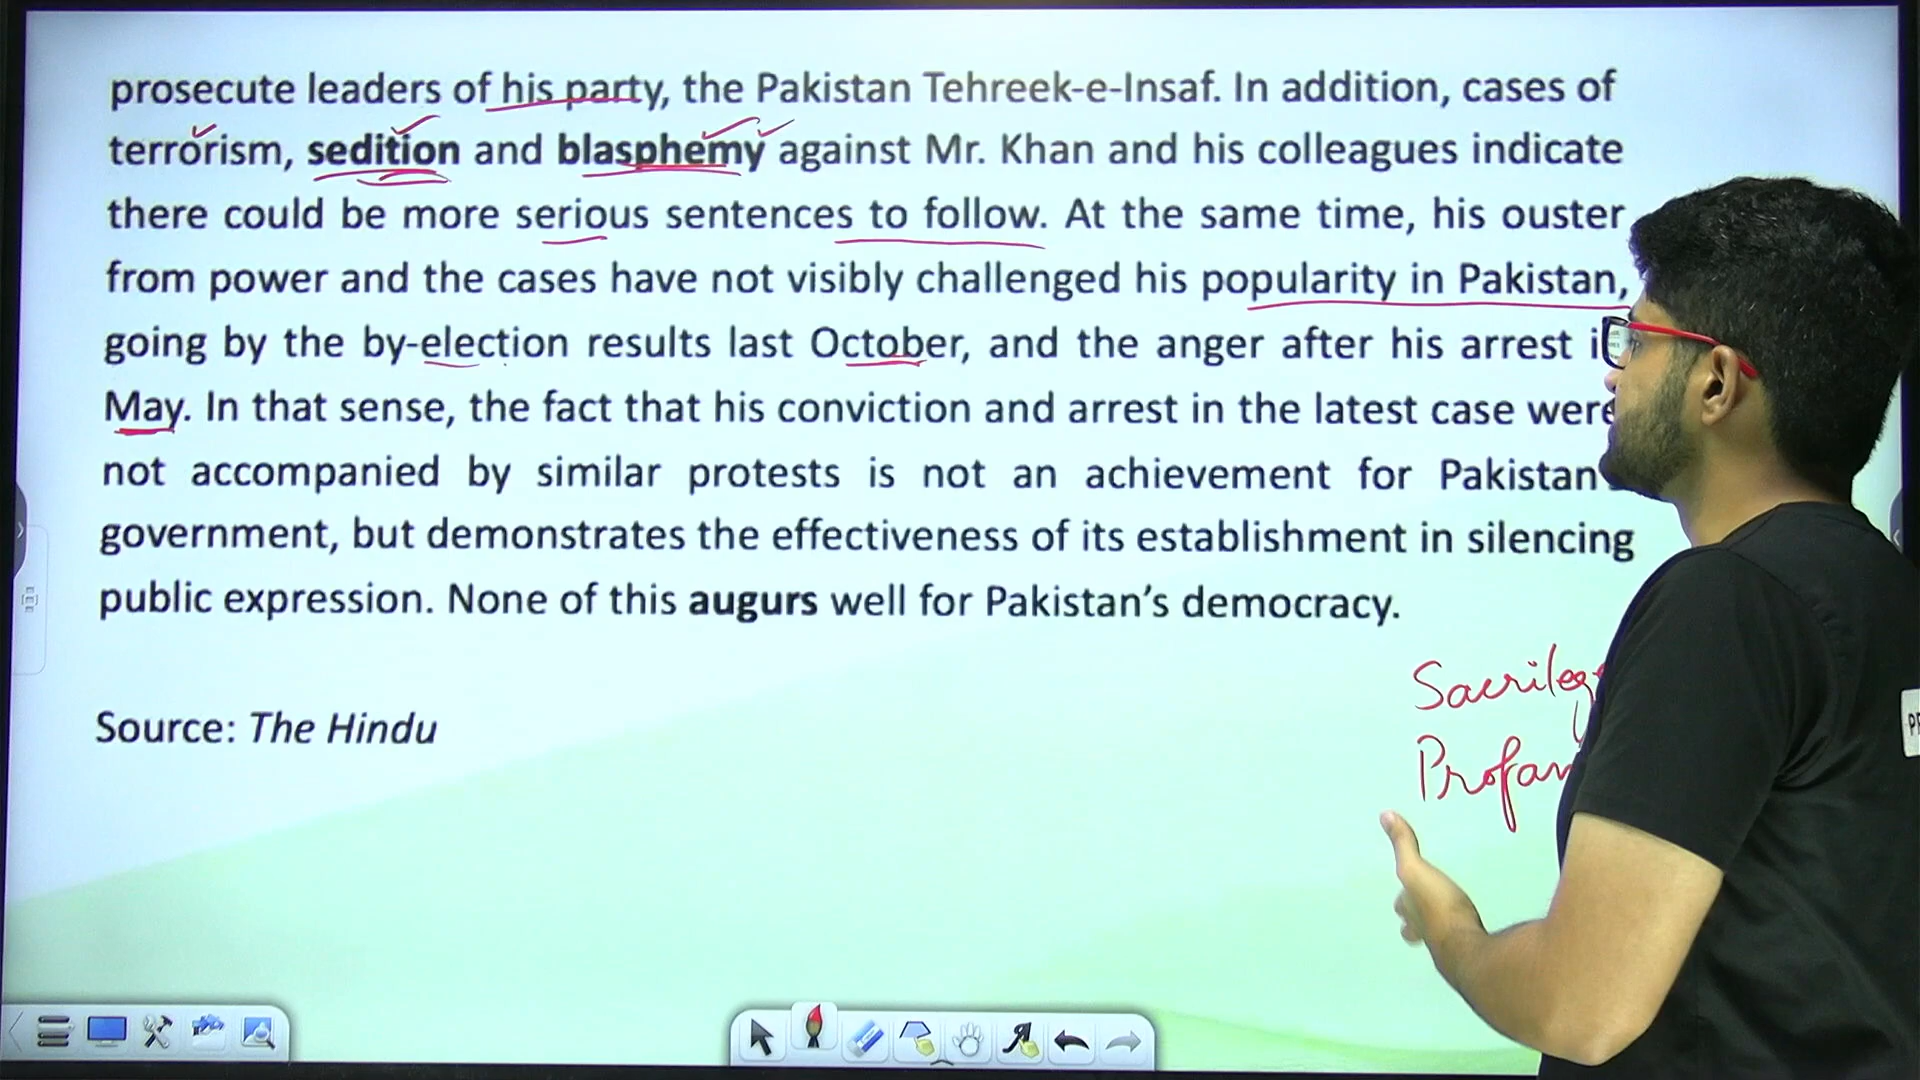 prosecute leaders of his party, the Pakistan Tehreek-e-Insaf. In addition, cases of
terrorism, sedition and blasphemy against Mr. Khan and his colleagues indicate
there could be more serious sentences to follow. At the same time, his ouster
from power and the cases have not visibly challenged his popularity in Pakistan,
going by the by-election results last October, and the anger after his arrest
May. In that sense, the fact that his conviction and arrest in the latest case were
not accompanied by similar protests is not an achievement for Pakistan
government, but demonstrates the effectiveness of its establishment in silencing
public expression. None of this augurs well for Pakistan's democracy.
Source: The Hindu